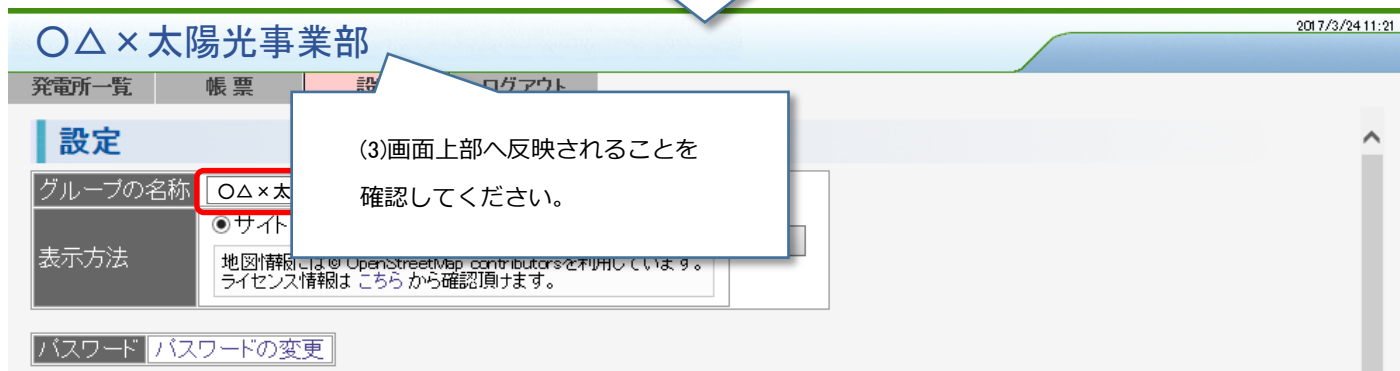 2017/3/24 11:21
〇△×太陽光事業部
発電所一覧 帳票 設 ログアウト
設定
(3)画面上部へ反映されることを
確認してください。
グループの名称 〇△×太
◉サイト
表示方法
地図情報には© OpenStreetMap contributorsを利用しています。
ライセンス情報は こちら から確認頂けます。
パスワード パスワードの変更